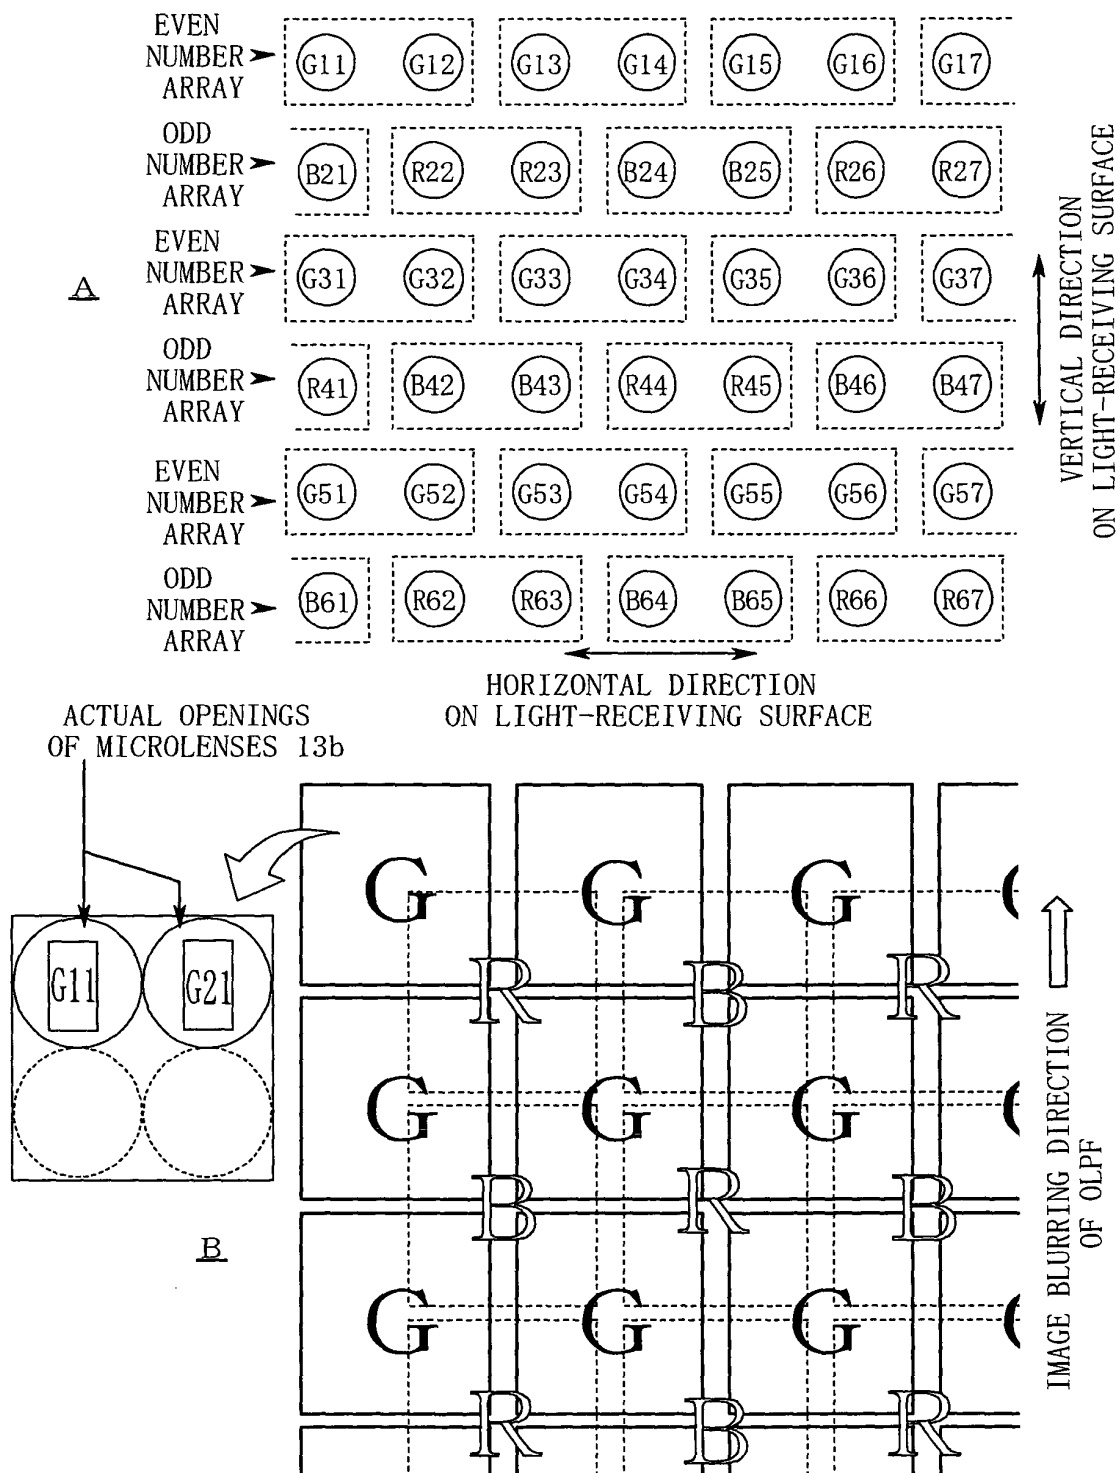 EVEN
NUMBER
ARRAY
G11 G12 G13 G14 G15 G16 G17
ODD
NUMBER
ARRAY
B21 R22 R23 B24 B25 R26 R27
EVEN
NUMBER
ARRAY
G31 G32 G33 G34 G35 G36 G37
A
ODD
NUMBER
ARRAY
R41 B42 B43 R44 R45 B46 B47
EVEN
NUMBER
ARRAY
G51 G52 G53 G54 G55 G56 G57
ODD
NUMBER
ARRAY
B61 R62 R63 B64 B65 R66 R67
VERTICAL DIRECTION
ON LIGHT-RECEIVING SURFACE
HORIZONTAL DIRECTION
ON LIGHT-RECEIVING SURFACE
ACTUAL OPENINGS
OF MICROLENSES 13b
G11 G21
B
G G G G
R B R
G G G G
B R B
G G G G
R B R
IMAGE BLURRING DIRECTION
OF OLPF